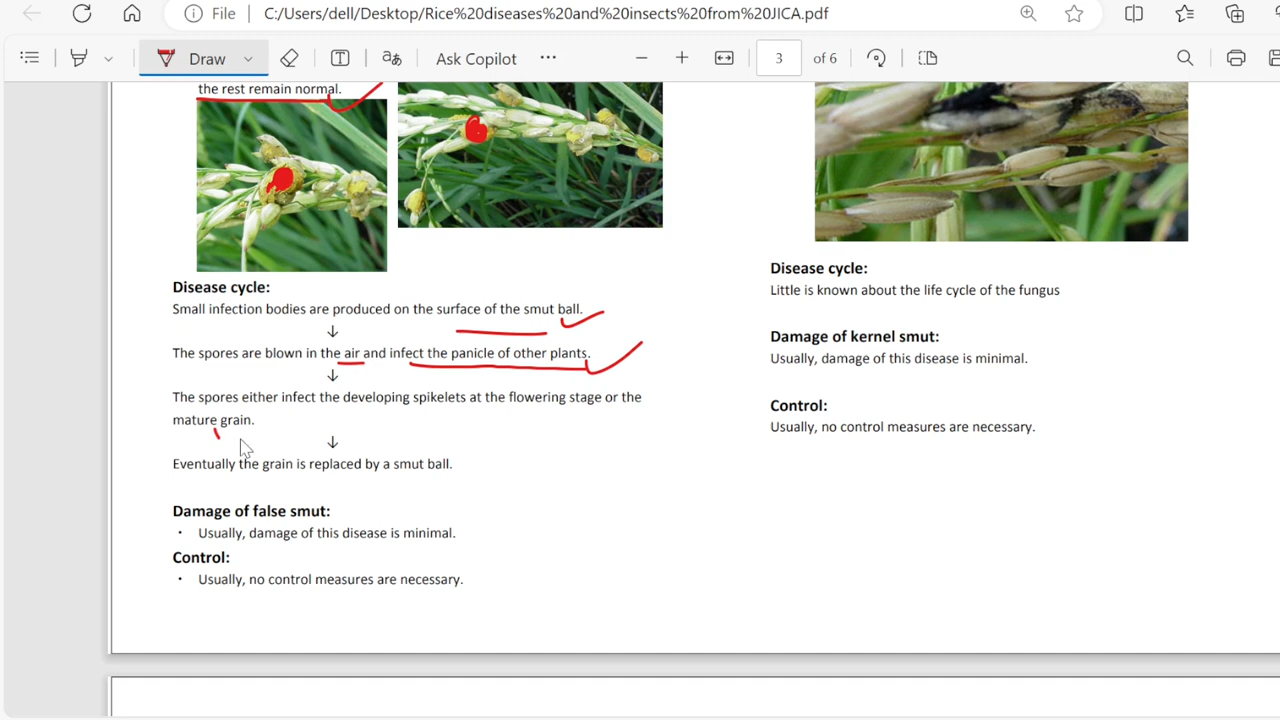 File
C:/Users/dell/Desktop/Rice%20diseases%20and%20insects%20from%20JICA.pdf
Draw
T
aあ
Ask Copilot
3
of 6
the rest remain normal.
Disease cycle:
Small infection bodies are produced on the surface of the smut ball.
↓
The spores are blown in the air and infect the panicle of other plants.
↓
The spores either infect the developing spikelets at the flowering stage or the
mature grain.
↓
Eventually the grain is replaced by a smut ball.
Damage of false smut:
• Usually, damage of this disease is minimal.
Control:
• Usually, no control measures are necessary.
Disease cycle:
Little is known about the life cycle of the fungus
Damage of kernel smut:
Usually, damage of this disease is minimal.
Control:
Usually, no control measures are necessary.